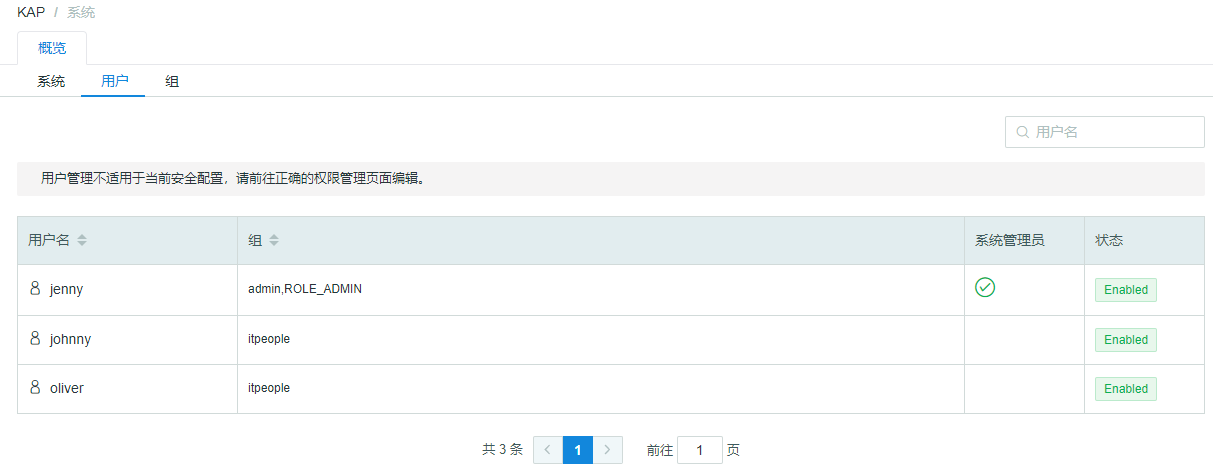 KAP / 系统
概览
系统 用户 组
用户名
用户管理不适用于当前安全配置，请前往正确的权限管理页面编辑。
用户名 组 系统管理员 状态
jenny admin,ROLE_ADMIN Enabled
johnny itpeople Enabled
oliver itpeople Enabled
共 3 条 1 前往 1 页